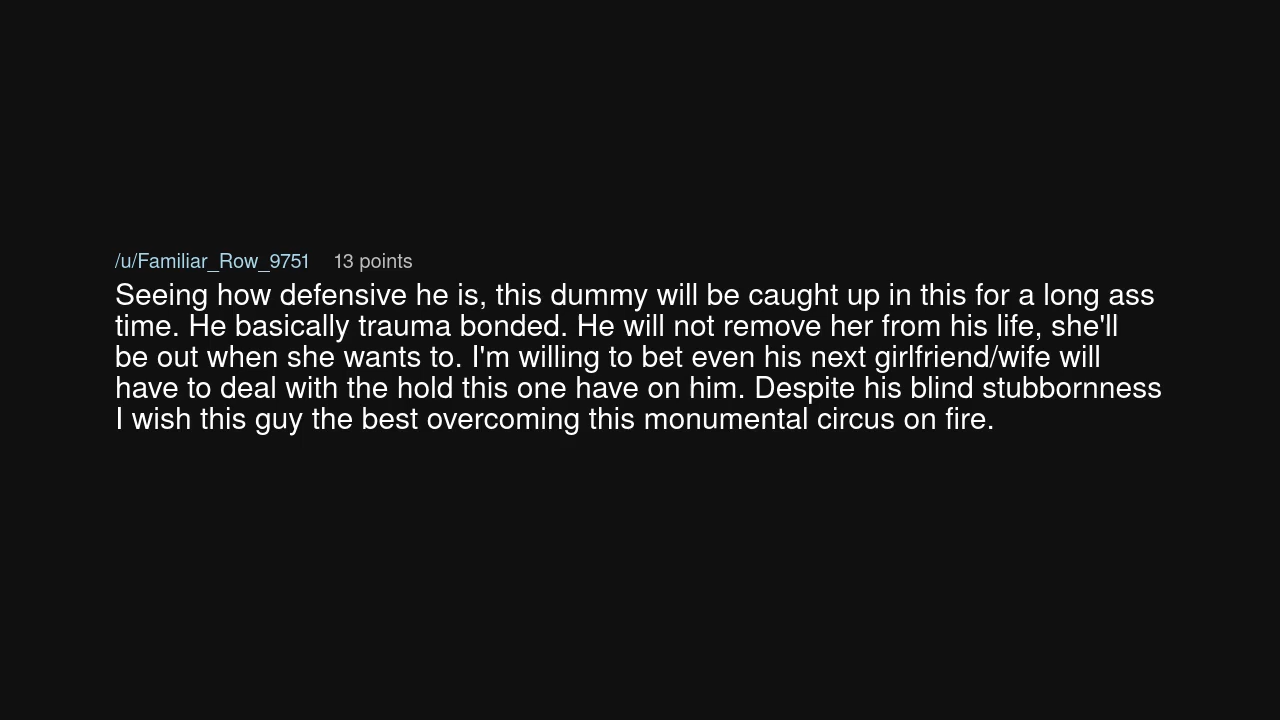 /u/Familiar_Row_9751 13 points
Seeing how defensive he is, this dummy will be caught up in this for a long ass
time. He basically trauma bonded. He will not remove her from his life, she'll
be out when she wants to. I'm willing to bet even his next girlfriend/wife will
have to deal with the hold this one have on him. Despite his blind stubbornness
I wish this guy the best overcoming this monumental circus on fire.